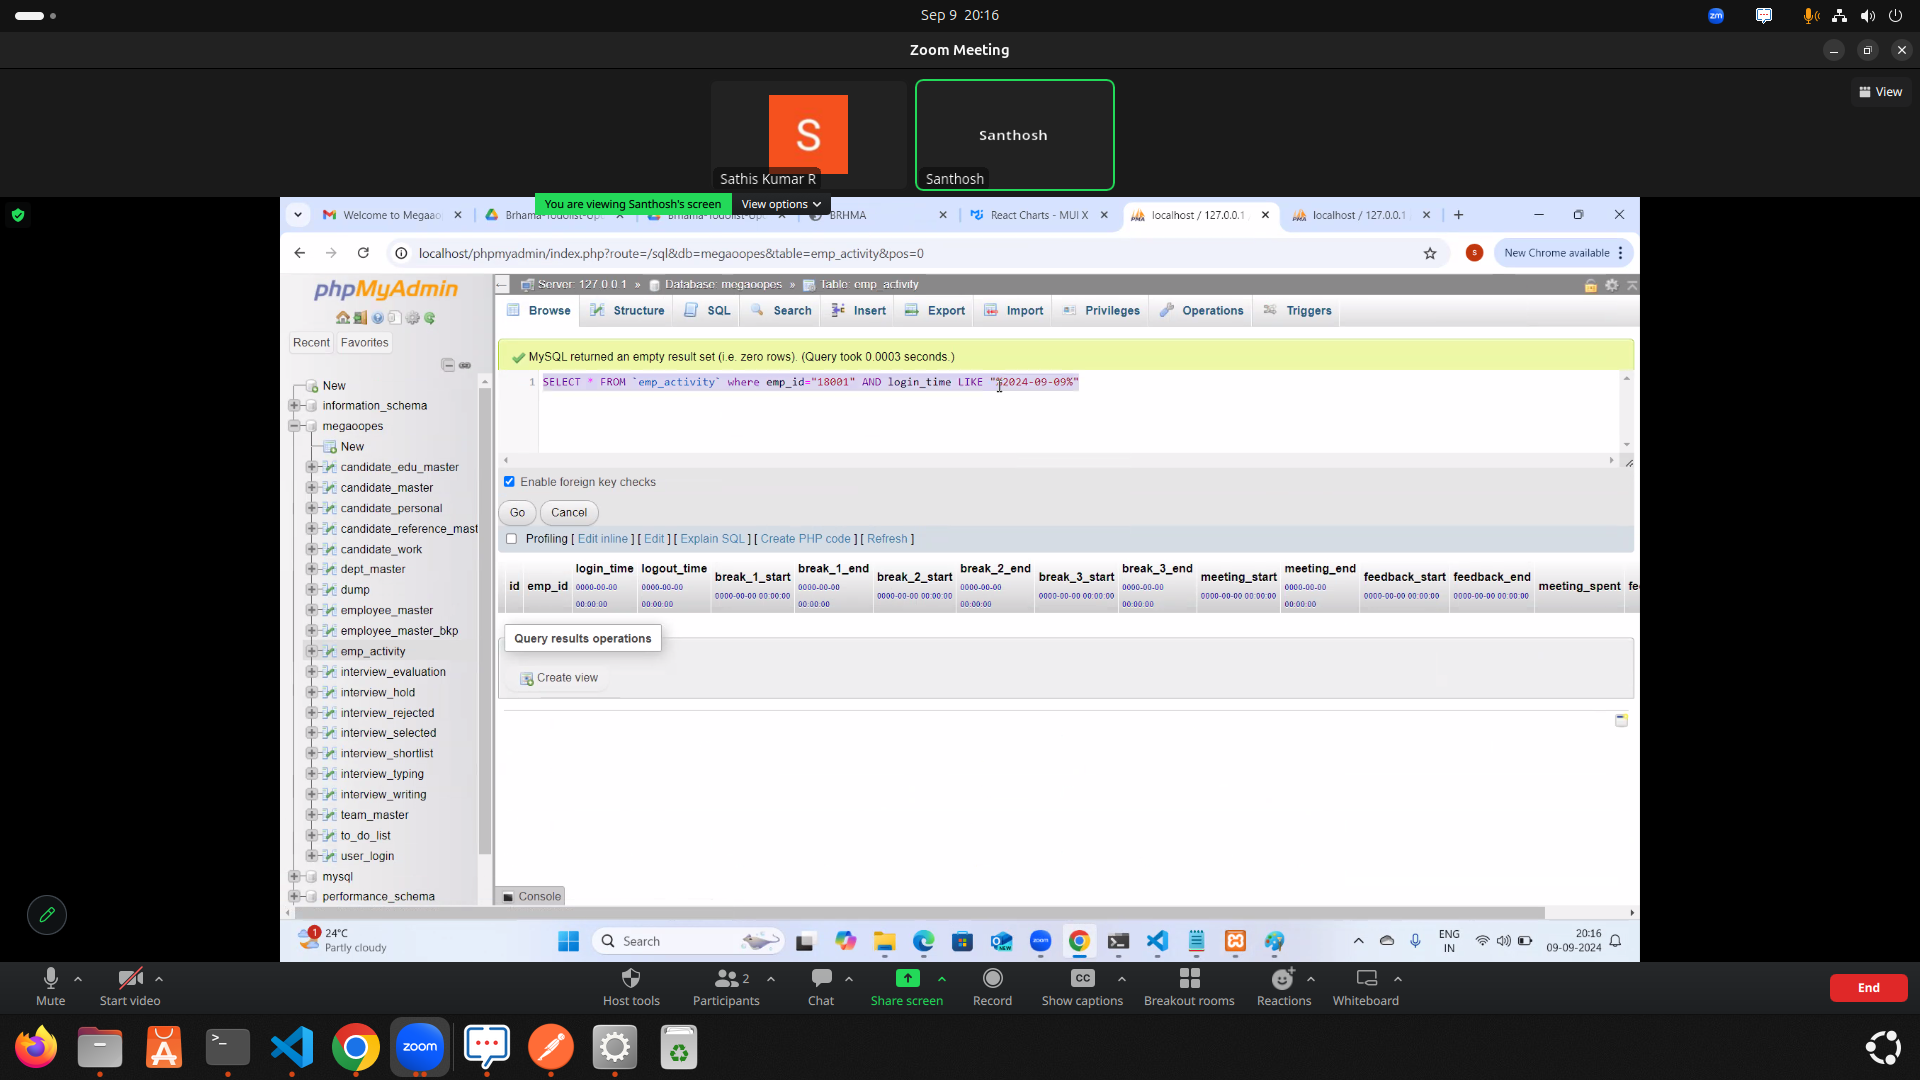 Sep 9 20:16
zm
Zoom Meeting
View
S
Sathis Kumar R
Santhosh
Santhosh
You are viewing Santhosh's screen
View options
Welcome to Megaao
BRHMA
React Charts - MUI X
localhost / 127.0.0.1
localhost / 127.0.0.1
localhost/phpmyadmin/index.php?route=/sql&db=megaoopes&table=emp_activity&pos=0
S
New Chrome available
phpMyAdmin
Recent
Favorites
New
information_schema
megaoopes
New
candidate_edu_master
candidate_master
candidate_personal
candidate_reference_mast
candidate_work
dept_master
dump
employee_master
employee_master_bkp
emp_activity
interview_evaluation
interview_hold
interview_rejected
interview_selected
interview_shortlist
interview_typing
interview_writing
team_master
to_do_list
user_login
mysql
performance_schema
Server: 127.0.0.1 » Database: megaoopes » Table: emp_activity
Browse Structure SQL Search Insert Export Import Privileges Operations Triggers
MySQL returned an empty result set (i.e. zero rows). (Query took 0.0003 seconds.)
1 SELECT * FROM `emp_activity` where emp_id="18001" AND login_time LIKE "%2024-09-09%"
Enable foreign key checks
Go Cancel
Profiling [ Edit inline ] [ Edit ] [ Explain SQL ] [ Create PHP code ] [ Refresh ]
id emp_id login_time logout_time break_1_start break_1_end break_2_start break_2_end break_3_start break_3_end meeting_start meeting_end feedback_start feedback_end meeting_spent fe
0000-00-00 00:00:00 0000-00-00 00:00:00 0000-00-00 00:00:00 0000-00-00 00:00:00 0000-00-00 00:00:00 0000-00-00 00:00:00 0000-00-00 00:00:00 0000-00-00 00:00:00 0000-00-00 00:00:00 0000-00-00 00:00:00 0000-00-00 00:00:00 0000-00-00 00:00:00
Query results operations
Create view
Console
1
24°C
Partly cloudy
Search
zoom
ENG
IN
20:16
09-09-2024
Mute
Start video
Host tools
2
Participants
Chat
Share screen
Record
CC
Show captions
Breakout rooms
Reactions
Whiteboard
End
zoom